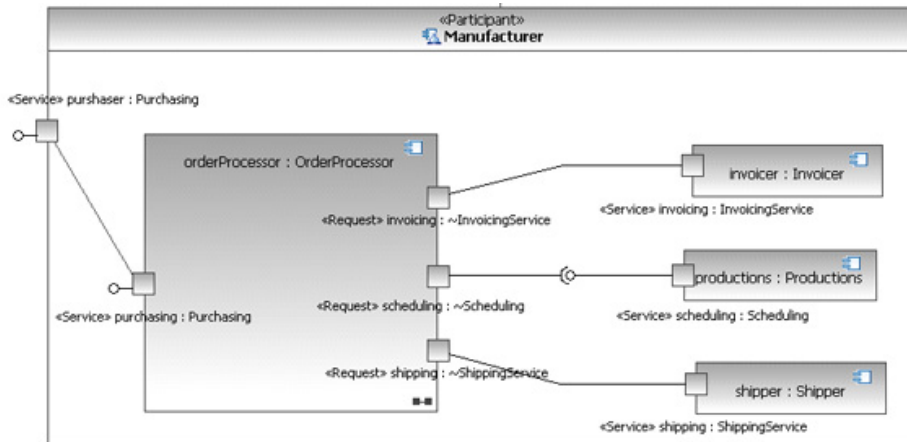 «Participant»
Manufacturer
«Service» purshaser : Purchasing
orderProcessor : OrderProcessor
invoicer : Invoicer
«Service» invoicing : InvoicingService
«Request» invoicing : ~InvoicingService
productions : Productions
«Request» scheduling : ~Scheduling
«Service» scheduling : Scheduling
«Service» purchasing : Purchasing
«Request» shipping : ~ShippingService
shipper : Shipper
«Service» shipping : ShippingService